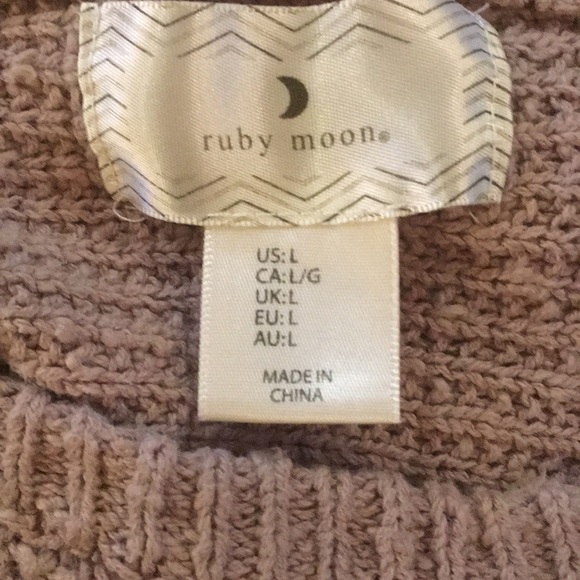 ruby moon®
US: L
CA: L/G
UK: L
EU: L
AU: L
MADE IN
CHINA